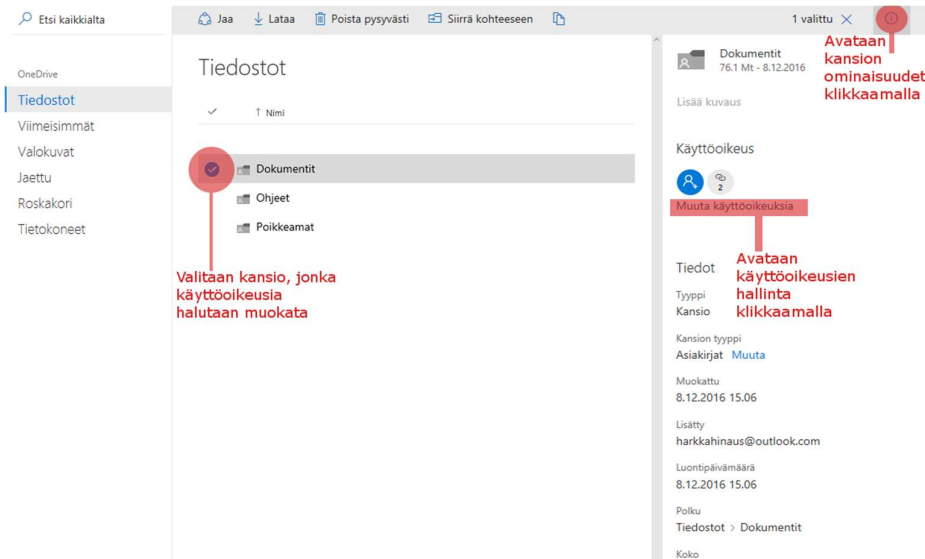 Etsi kaikkialta
Jaa
Lataa
Poista pysyvästi
Siirrä kohteeseen
1 valittu
OneDrive
Tiedostot
Viimeisimmät
Valokuvat
Jaettu
Roskakori
Tietokoneet
Tiedostot
Nimi
Dokumentit
Ohjeet
Poikkeamat
Valitaan kansio, jonka
käyttöoikeusia
halutaan muokata
Dokumentit
76.1 Mt - 8.12.2016
Avataan
kansion
ominaisuudet
klikkaamalla
Lisää kuvaus
Käyttöoikeus
2
Muuta käyttöoikeuksia
Avataan
käyttöoikeusien
hallinta
klikkaamalla
Tiedot
Tyyppi
Kansio
Kansion tyyppi
Asiakirjat Muuta
Muokattu
8.12.2016 15.06
Lisätty
harkkahinaus@outlook.com
Luontipäivämäärä
8.12.2016 15.06
Polku
Tiedostot > Dokumentit
Koko